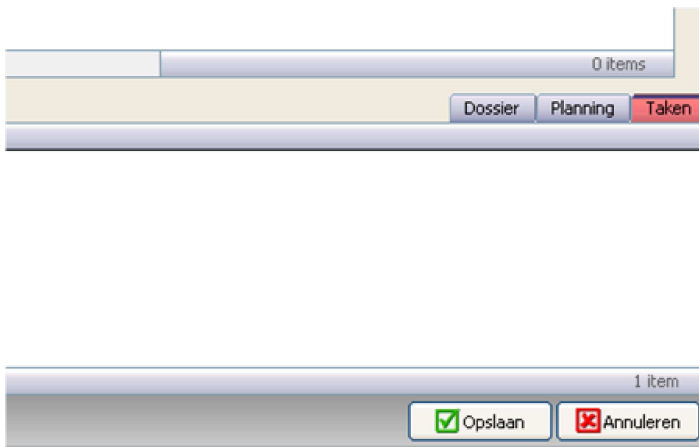 0 items
Dossier Planning Taken
1 item
Opslaan Annuleren